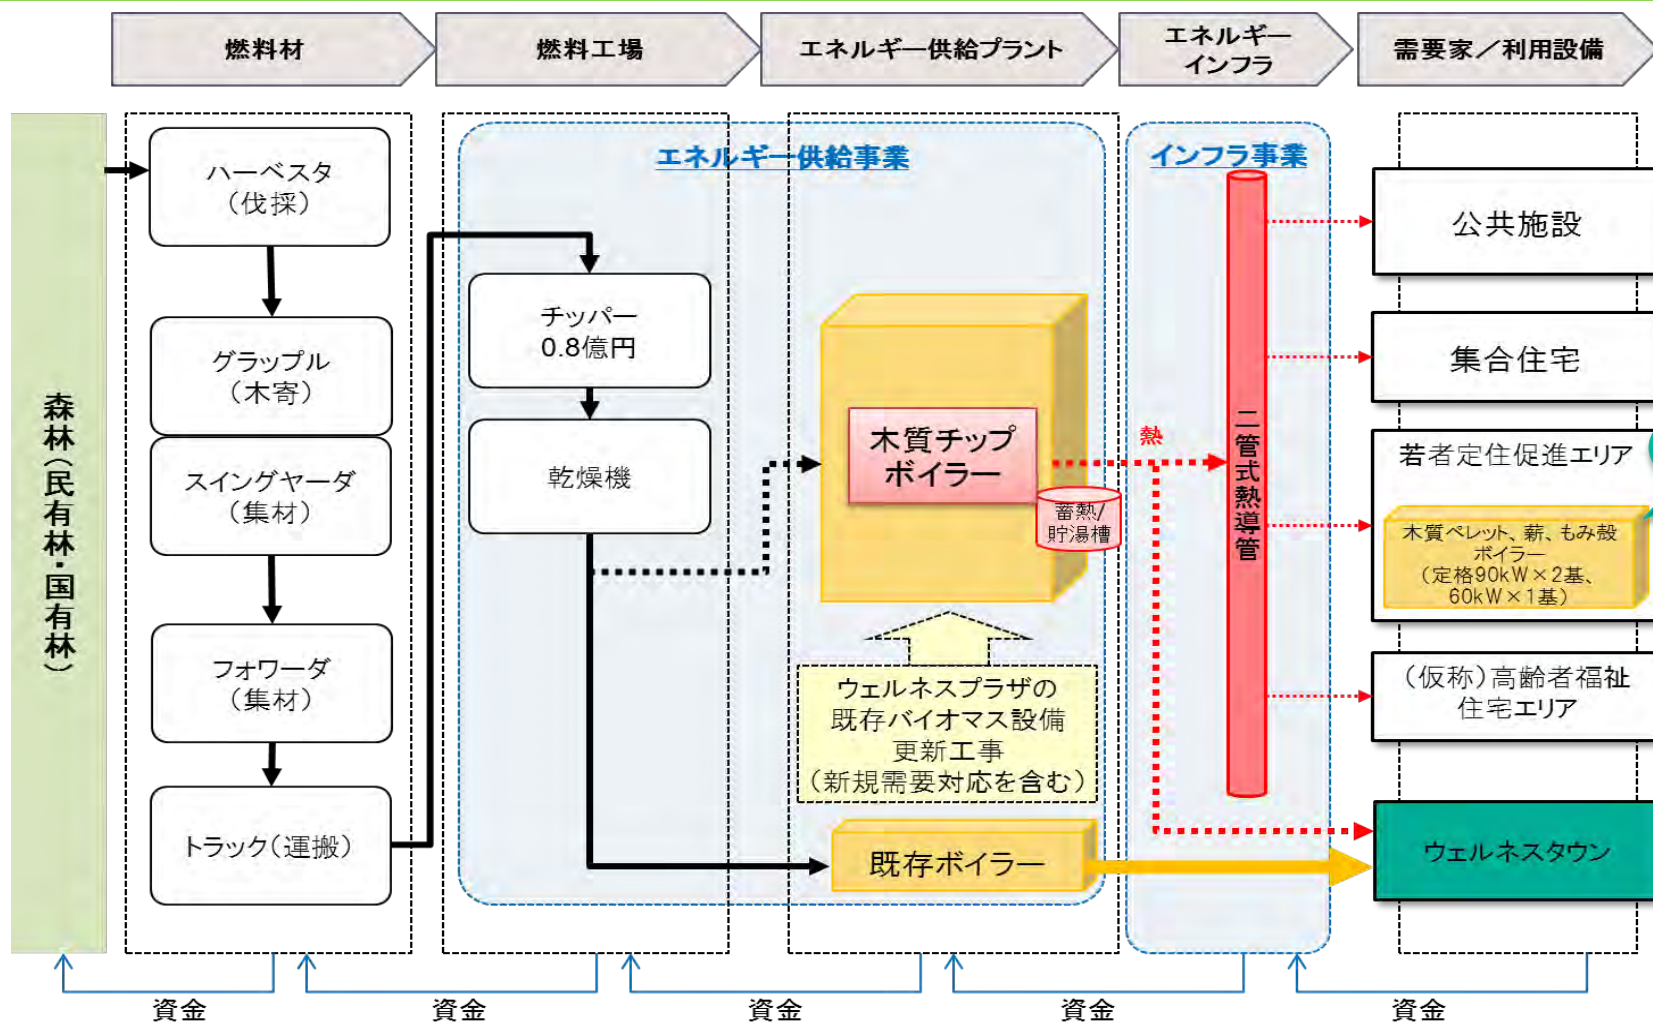 燃料材
燃料工場
エネルギー供給プラント
エネルギー
インフラ
需要家／利用設備
森林（民有林・国有林）
ハーベスタ
（伐採）
グラップル
（木寄）
スイングヤーダ
（集材）
フォワーダ
（集材）
トラック（運搬）
エネルギー供給事業
チッパー
0.8億円
乾燥機
木質チップ
ボイラー
蓄熱/
貯湯槽
ウェルネスプラザの
既存バイオマス設備
更新工事
（新規需要対応を含む）
既存ボイラー
インフラ事業
熱
二管式熱導管
公共施設
集合住宅
若者定住促進エリア
木質ペレット、薪、もみ殻
ボイラー
（定格90kW×2基、
60kW×1基）
（仮称）高齢者福祉
住宅エリア
ウェルネスタウン
資金
資金
資金
資金
資金